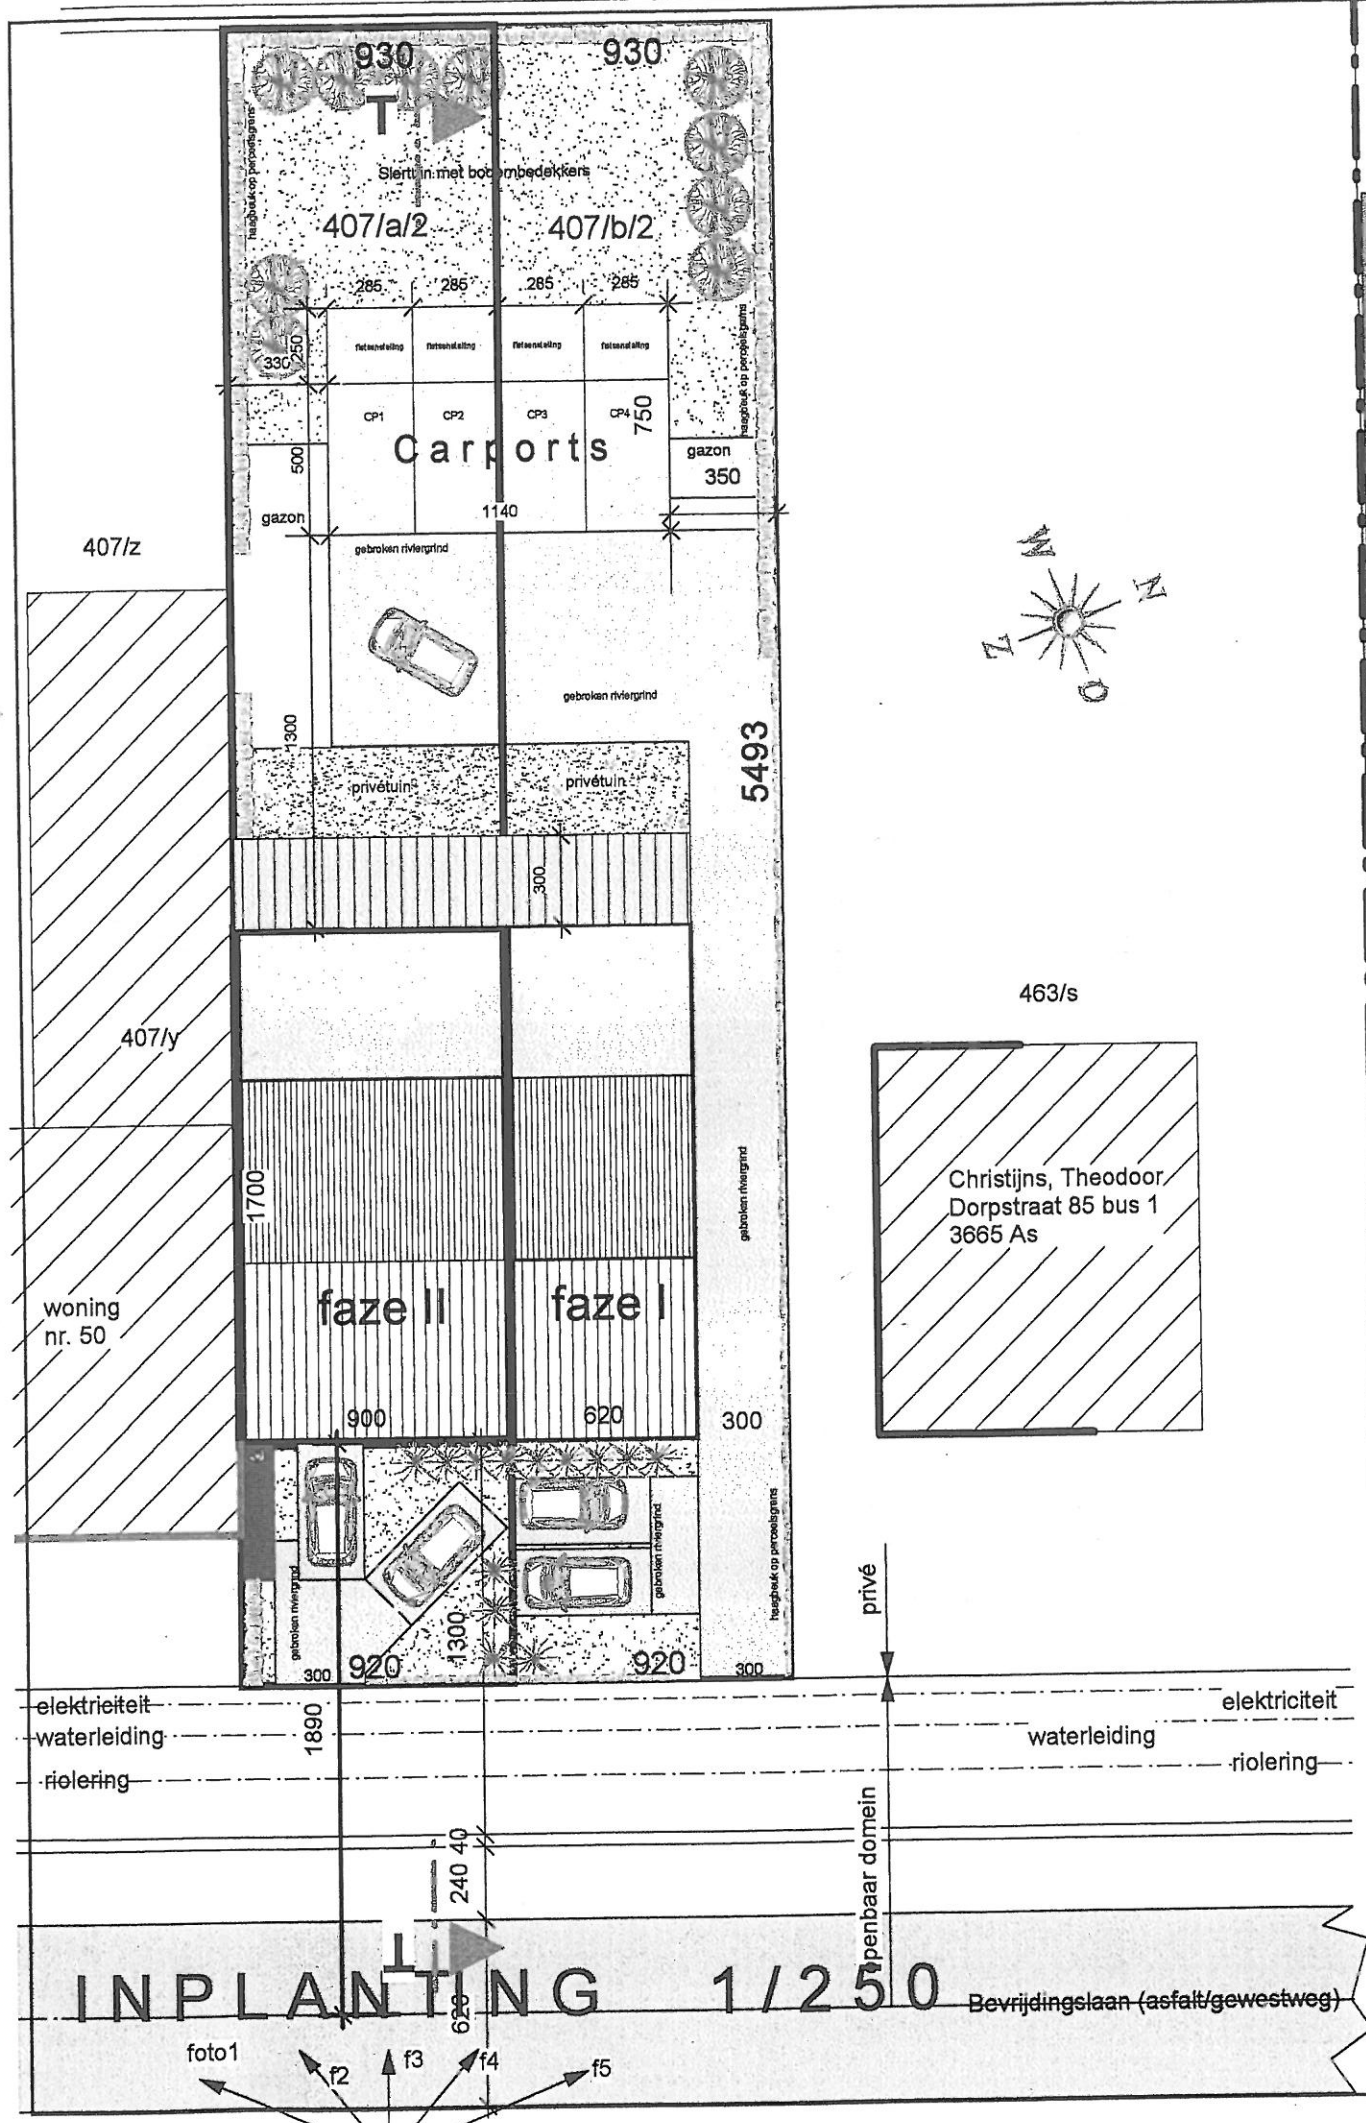 930
930
T
haagbeuk op perceelsgrens
Siertuin met bodembedekkers
407/a/2
407/b/2
285
285
285
285
330
250
fietsenstalling
fietsenstalling
fietsenstalling
fietsenstalling
haagbeuk op perceelsgrens
CP1
CP2
CP3
CP4
750
Carports
500
gazon
350
gazon
1140
407/z
gebroken riviergrind
W
N
Z
O
gebroken riviergrind
1300
5493
privétuin
privétuin
300
463/s
407/y
1700
gebroken riviergrind
Christijns, Theodoor
Dorpstraat 85 bus 1
3665 As
woning
nr. 50
faze II
faze I
900
620
300
gebroken riviergrind
gebroken riviergrind
haagbeuk op perceelsgrens
privé
1300
300
920
920
300
elektriciteit
elektriciteit
1890
waterleiding
waterleiding
riolering
riolering
40
240
openbaar domein
T
INPLANTING 1/250
620
Bevrijdingslaan (asfalt/gewestweg)
foto1
f2
f3
f4
f5